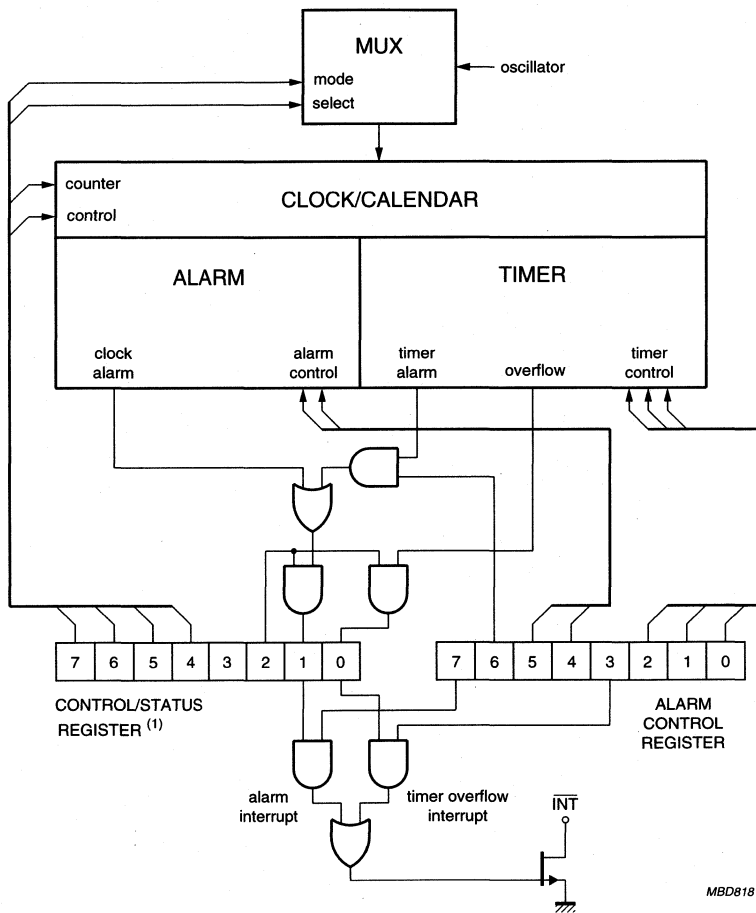 MUX
mode
select
oscillator
counter
control
CLOCK/CALENDAR
ALARM
TIMER
clock
alarm
alarm
control
timer
alarm
overflow
timer
control
7 6 5 4 3 2 1 0
7 6 5 4 3 2 1 0
CONTROL/STATUS
REGISTER (1)
ALARM
CONTROL
REGISTER
alarm
interrupt
timer overflow
interrupt
INT
MBD818